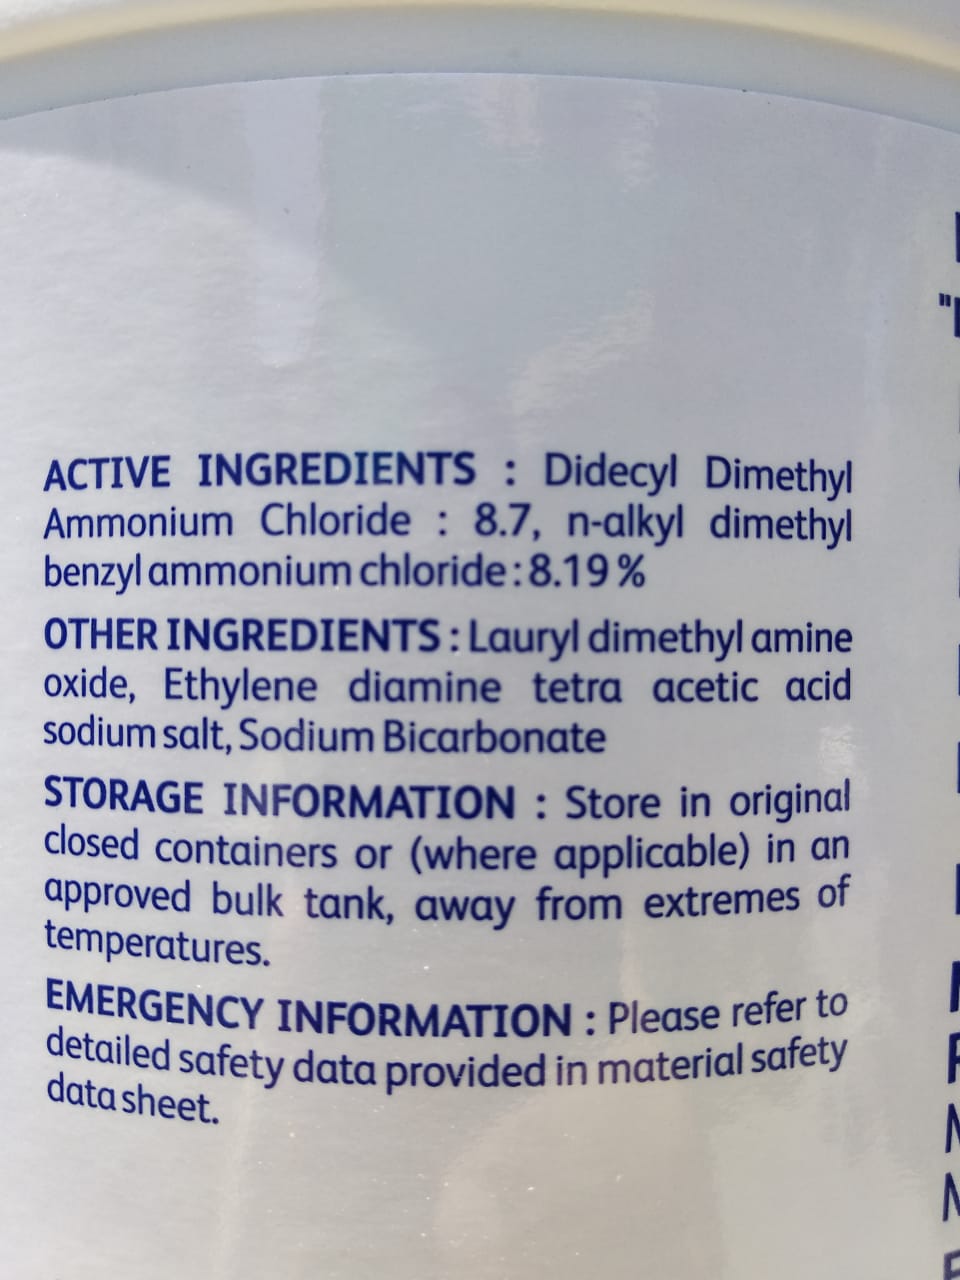 ACTIVE INGREDIENTS : Didecyl Dimethyl
Ammonium Chloride : 8.7, n-alkyl dimethyl
benzyl ammonium chloride : 8.19 %
OTHER INGREDIENTS : Lauryl dimethyl amine
oxide, Ethylene diamine tetra acetic acid
sodium salt, Sodium Bicarbonate
STORAGE INFORMATION : Store in original
closed containers or (where applicable) in an
approved bulk tank, away from extremes of
temperatures.
EMERGENCY INFORMATION : Please refer to
detailed safety data provided in material safety
data sheet.